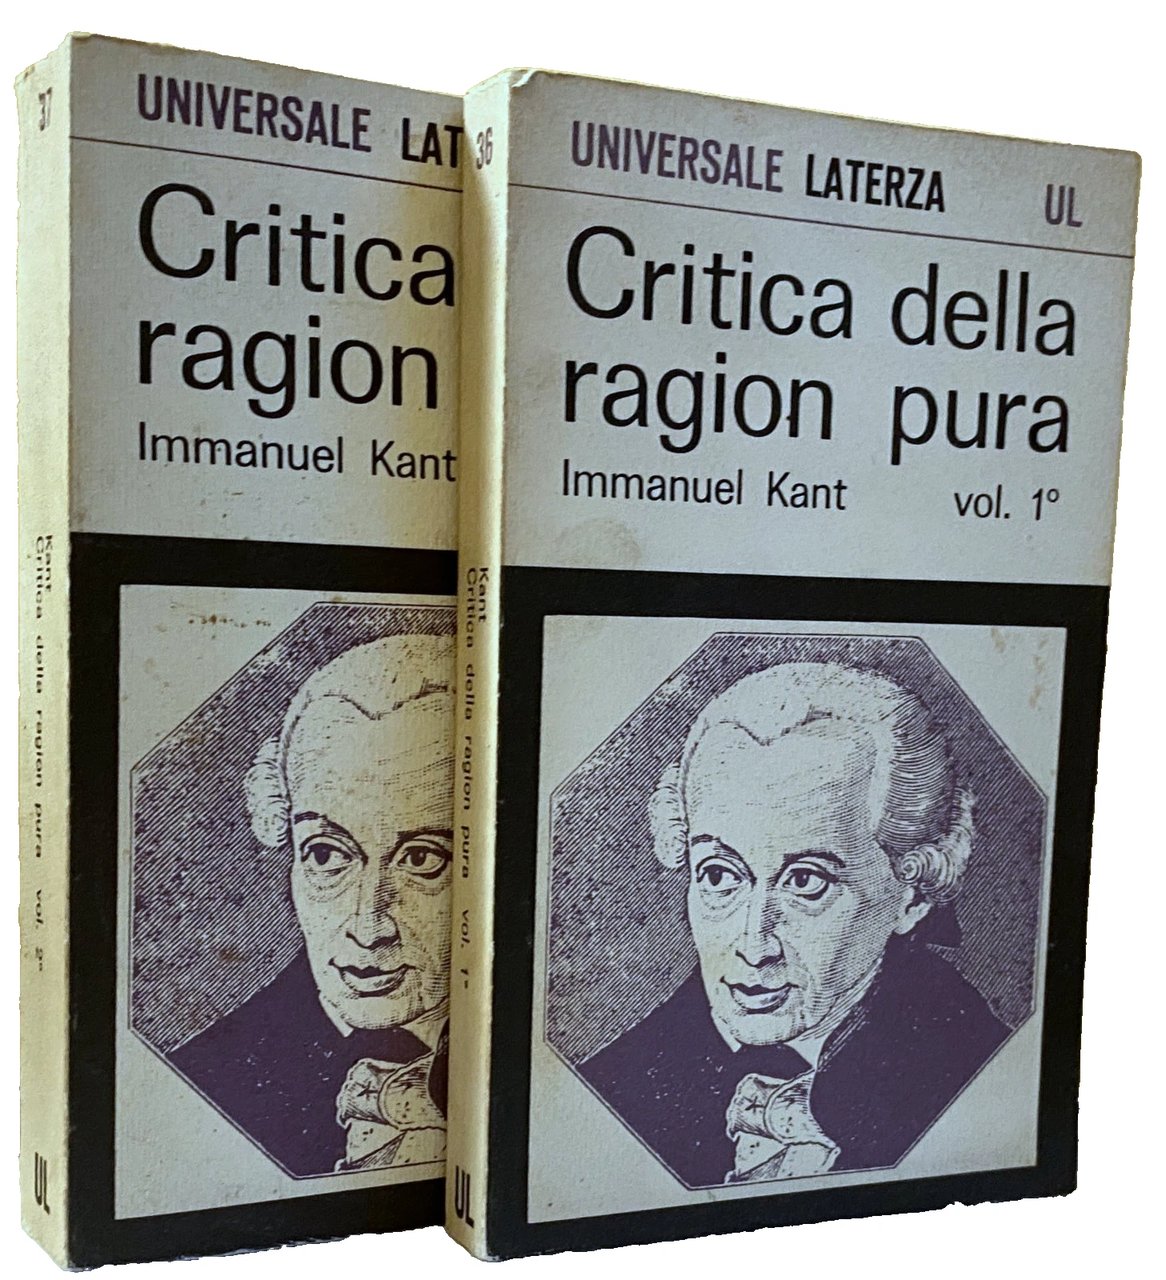 37
UNIVERSALE LAT
Critica
ragion
Immanuel Kant
Kant
Critica della ragion pura vol. 2°
UL
36
UNIVERSALE LATERZA UL
Critica della
ragion pura
Immanuel Kant vol. 1°
Kant
Critica della ragion pura vol. 1°
UL